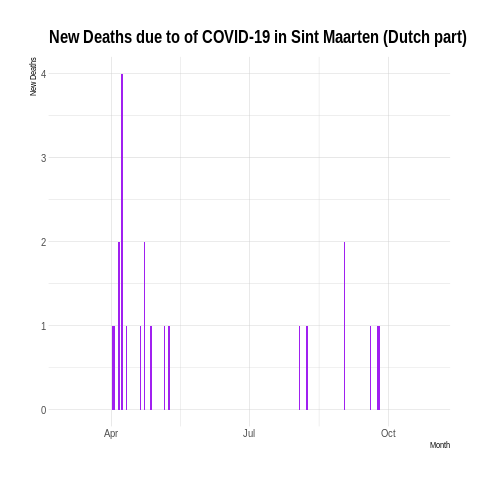 New Deaths due to of COVID-19 in Sint Maarten (Dutch part)
New Deaths
4
3
2
1
0
Apr Jul Oct
Month